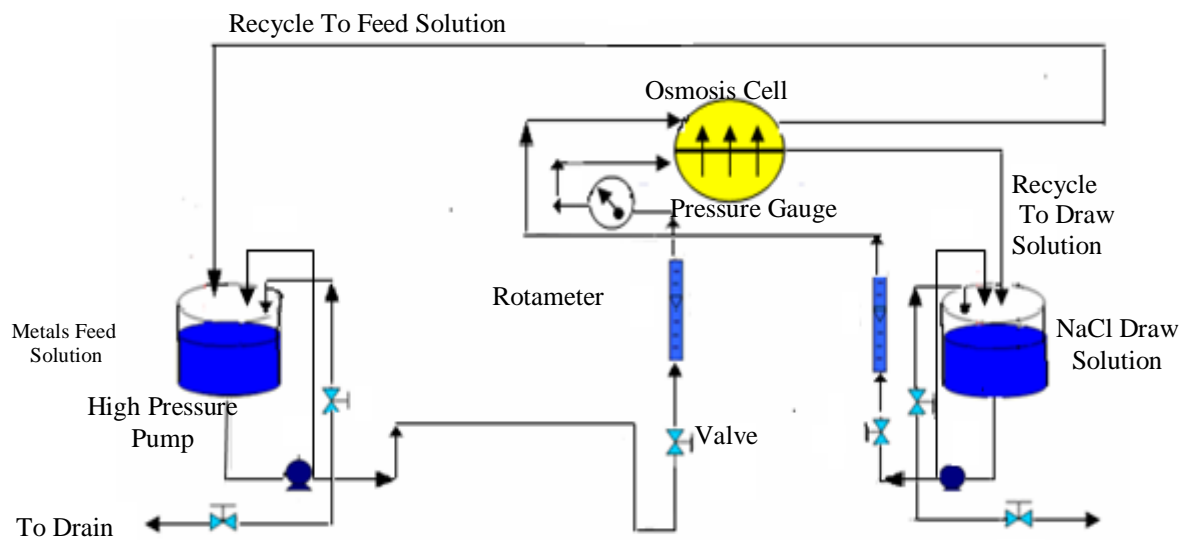 Recycle To Feed Solution
Osmosis Cell
Pressure Gauge
Recycle
To Draw
Solution
Rotameter
Metals Feed
Solution
NaCl Draw
Solution
High Pressure
Pump
Valve
To Drain